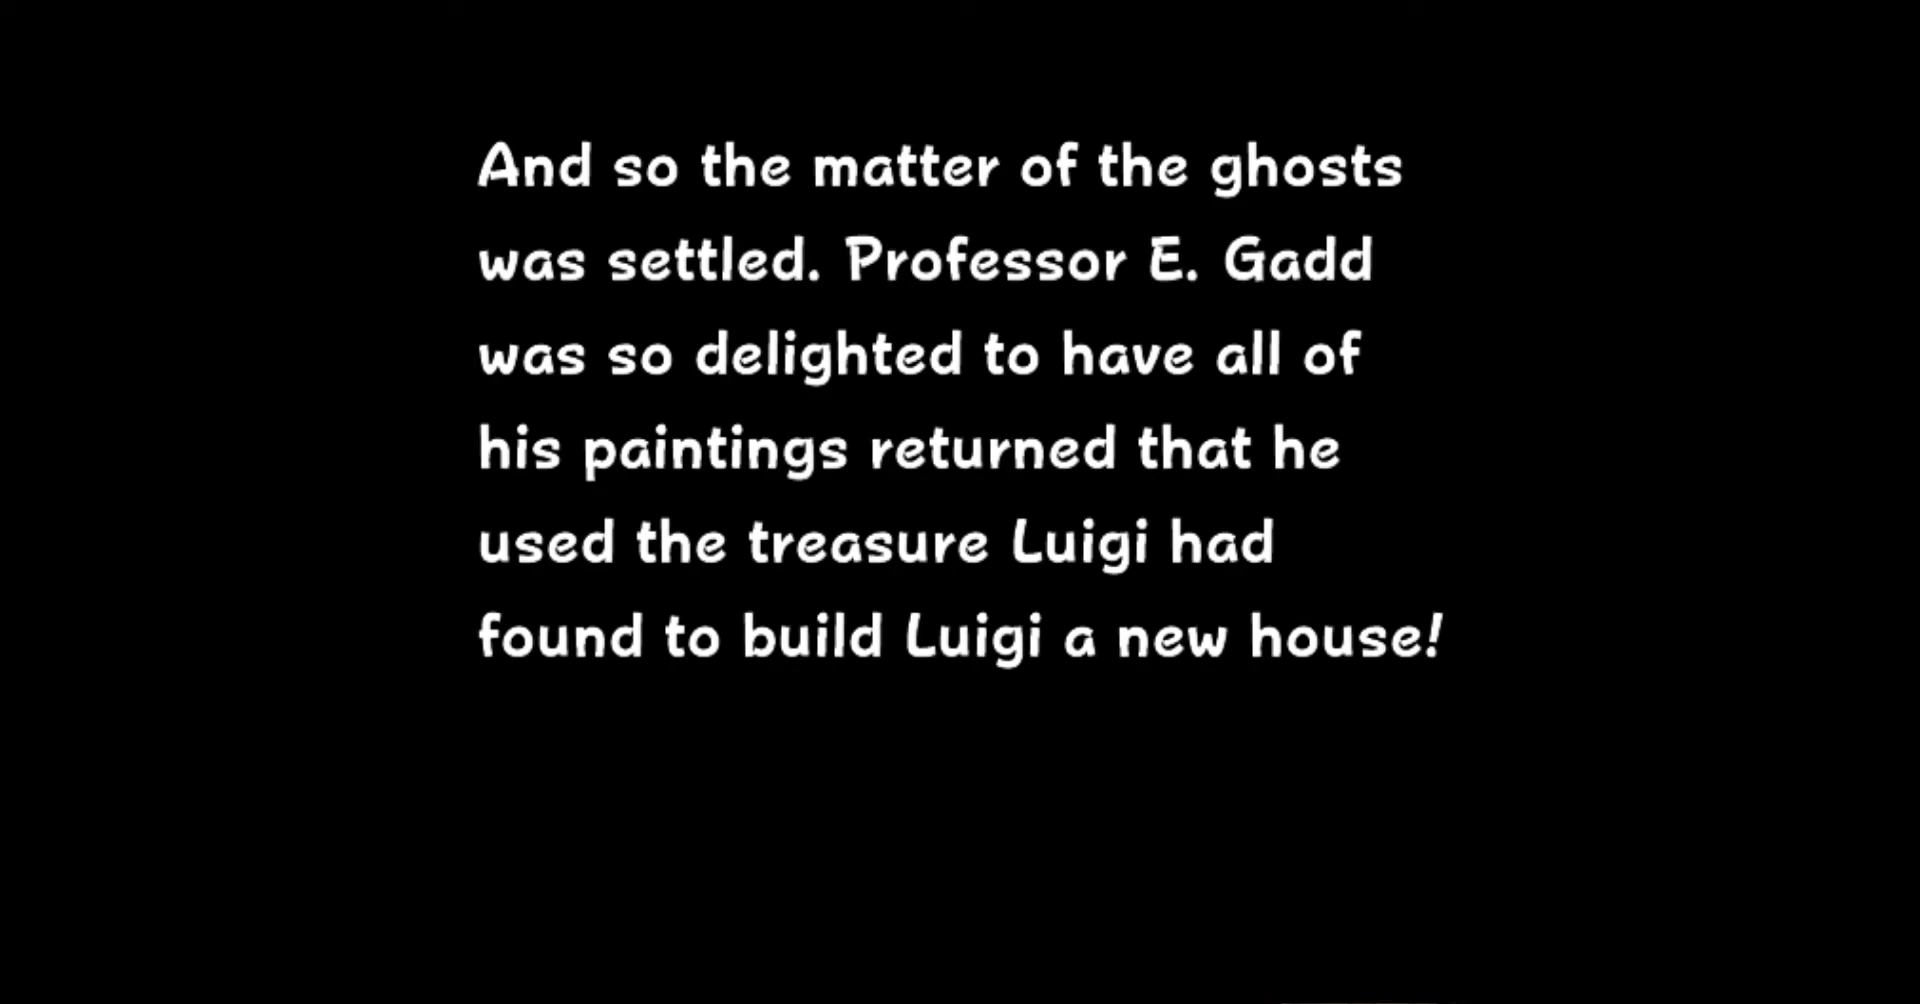 And so the matter of the ghosts
was settled. Professor E. Gadd
was so delighted to have all of
his paintings returned that he
used the treasure Luigi had
found to build Luigi a new house!